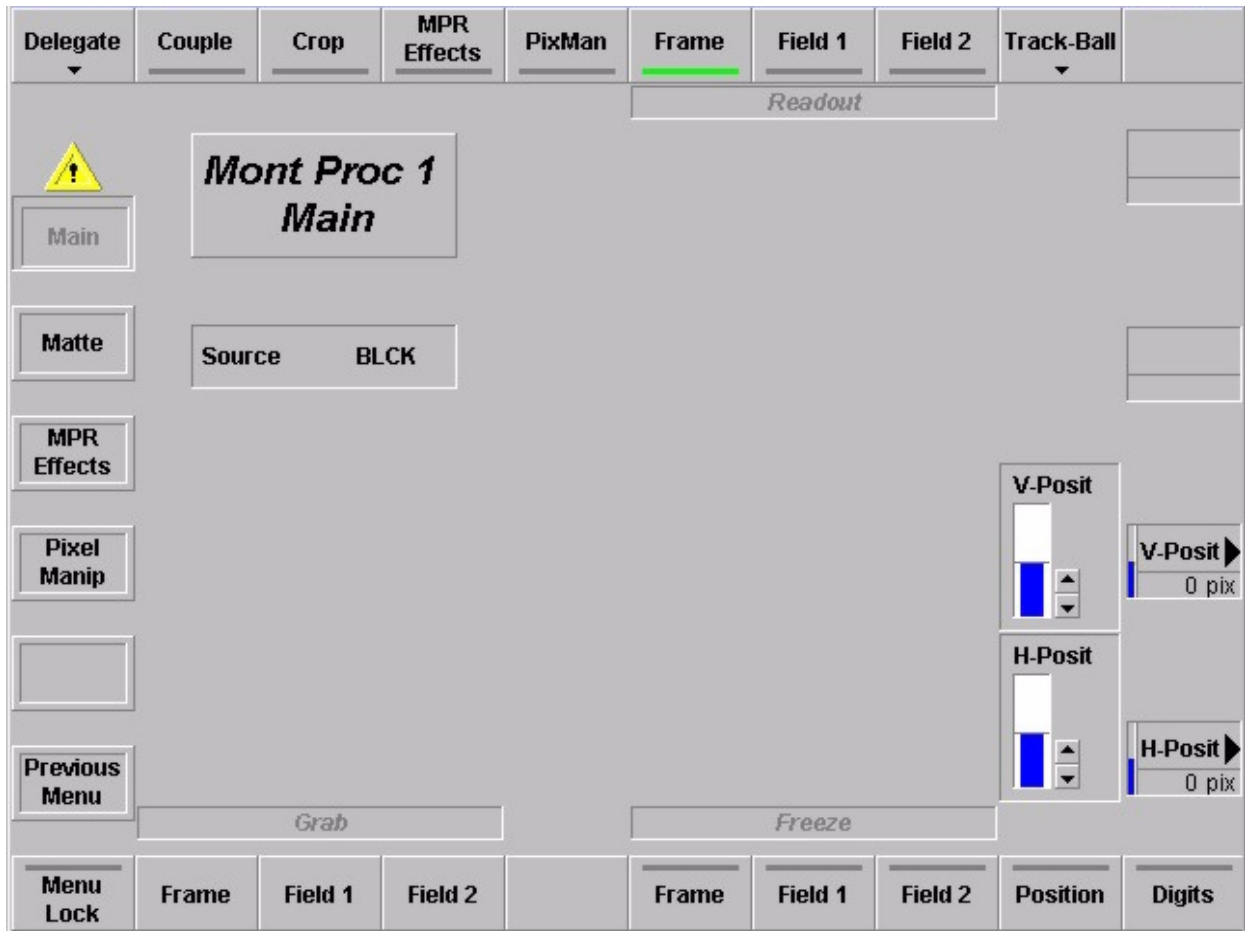 Delegate
Couple
Crop
MPR
Effects
PixMan
Frame
Field 1
Field 2
Track-Ball
Readout
Mont Proc 1
Main
Main
Matte
Source BLCK
MPR
Effects
V-Posit
Pixel
Manip
V-Posit
0 pix
H-Posit
Previous
Menu
H-Posit
0 pix
Grab
Freeze
Menu
Lock
Frame
Field 1
Field 2
Frame
Field 1
Field 2
Position
Digits